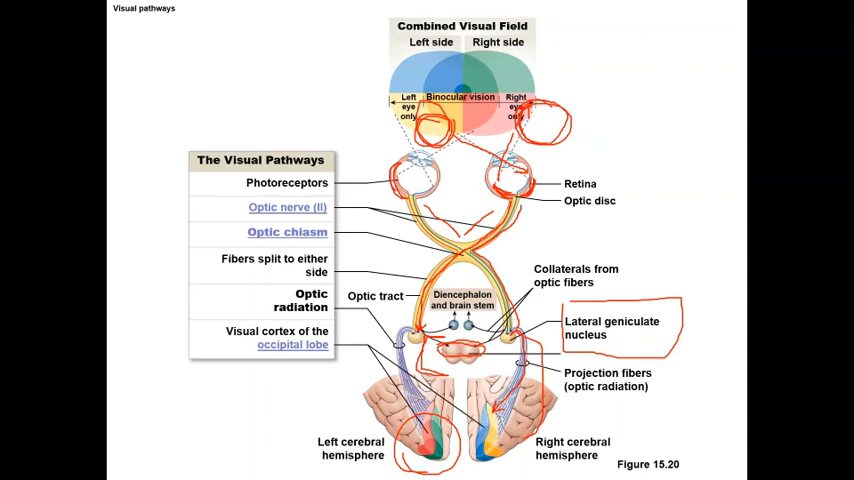 Visual pathways
Combined Visual Field
Left side
Right side
Left
eye
only
Binocular vision
Right
eye
only
The Visual Pathways
Photoreceptors
Optic nerve (II)
Optic chiasm
Fibers split to either
side
Optic
radiation
Visual cortex of the
occipital lobe
Retina
Optic disc
Optic tract
Diencephalon
and brain stem
Collaterals from
optic fibers
Lateral geniculate
nucleus
Projection fibers
(optic radiation)
Left cerebral
hemisphere
Right cerebral
hemisphere
Figure 15.20